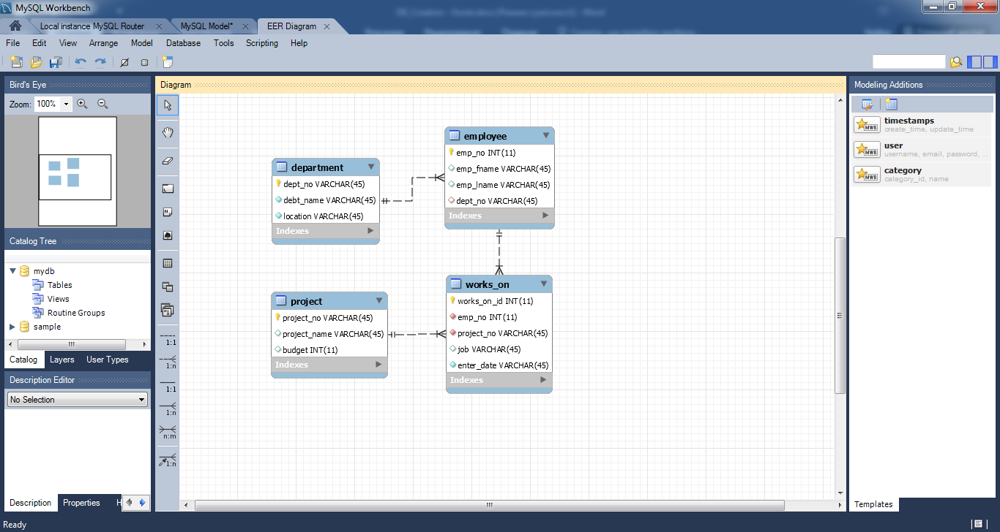 MySQL Workbench
Local instance MySQL Router
MySQL Model*
EER Diagram
File Edit View Arrange Model Database Tools Scripting Help
Bird's Eye
Zoom: 100%
Catalog Tree
mydb
Tables
Views
Routine Groups
sample
Catalog Layers User Types
Description Editor
No Selection
Description Properties H
Ready
Diagram
1:1
1:n
1:1
1:n
n:m
1:n
department
dept_no VARCHAR(45)
debt_name VARCHAR(45)
location VARCHAR(45)
Indexes
employee
emp_no INT(11)
emp_fname VARCHAR(45)
emp_lname VARCHAR(45)
dept_no VARCHAR(45)
Indexes
project
project_no VARCHAR(45)
project_name VARCHAR(45)
budget INT(11)
Indexes
works_on
works_on_id INT(11)
emp_no INT(11)
project_no VARCHAR(45)
job VARCHAR(45)
enter_date VARCHAR(45)
Indexes
Modeling Additions
MWB
timestamps
create_time, update_time
MWB
user
username, email, password, ...
MWB
category
category_id, name
Templates